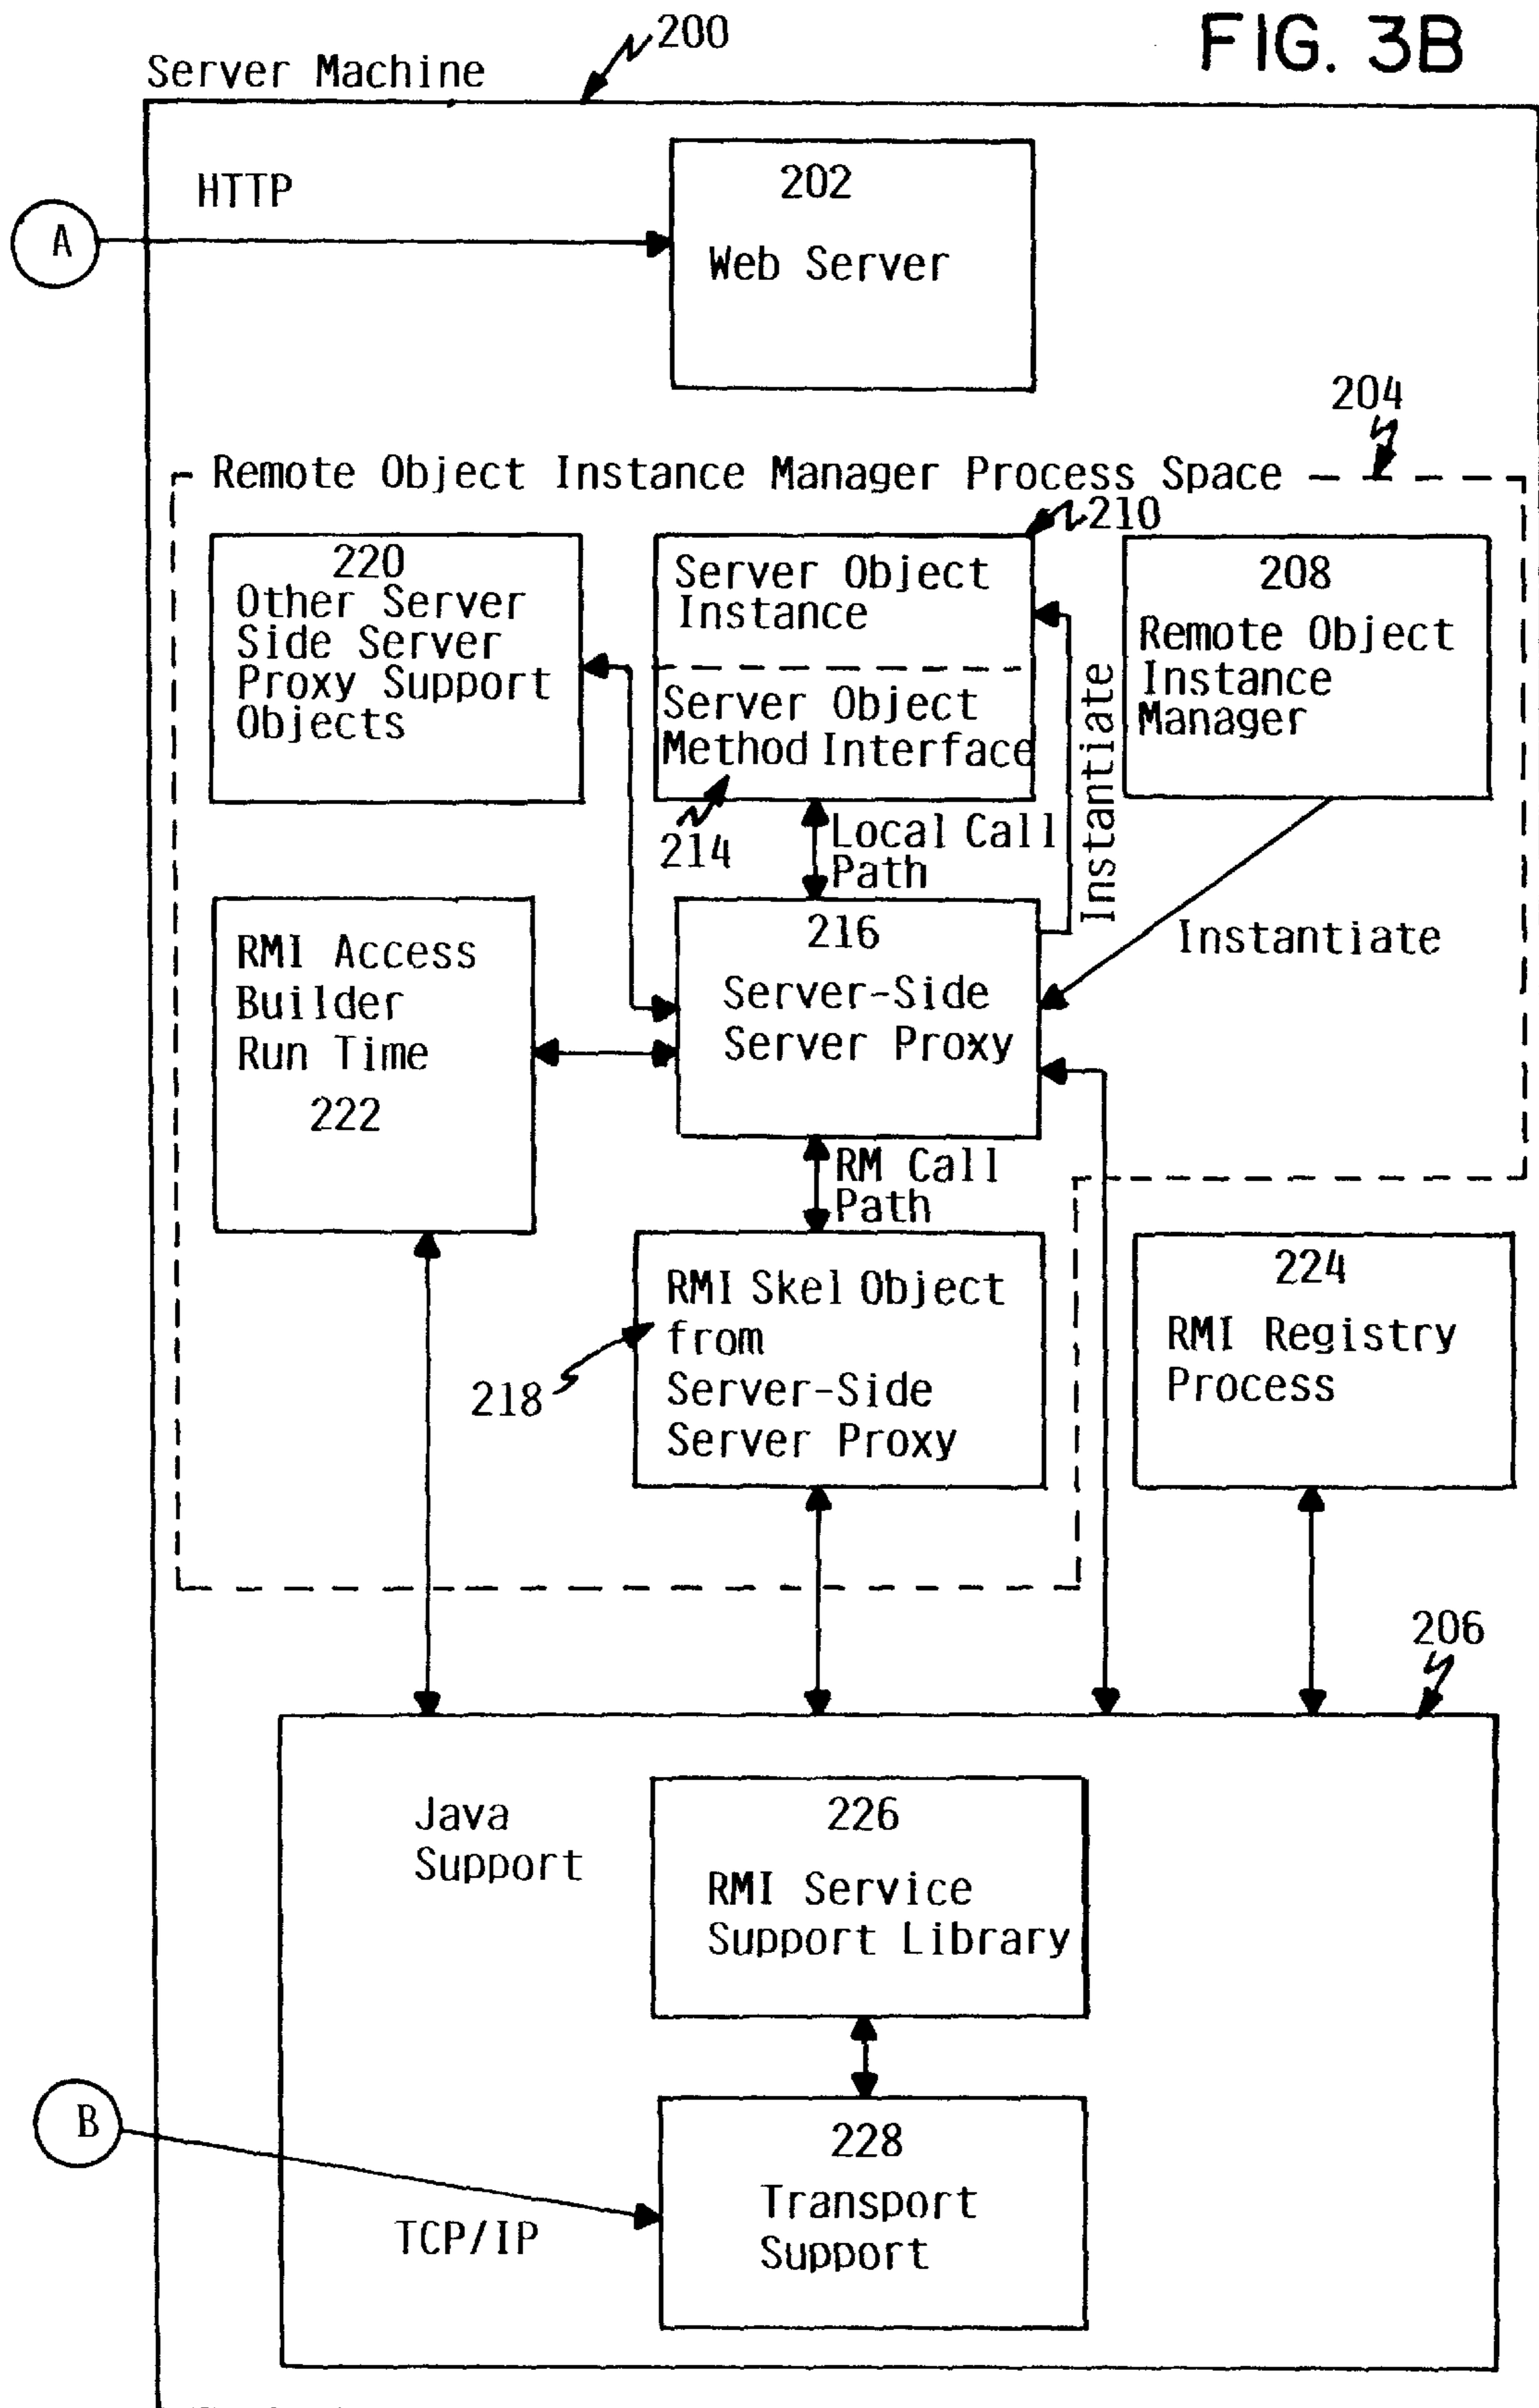 FIG. 3B
200
Server Machine
HTTP
A
202
Web Server
204
Remote Object Instance Manager Process Space
210
220
Other Server
Side Server
Proxy Support
Objects
Server Object
Instance
Server Object
Method Interface
214
208
Remote Object
Instance
Manager
Instantiate
Local Call
Path
Instantiate
RMI Access
Builder
Run Time
222
216
Server-Side
Server Proxy
RM Call
Path
RMI Skel Object
from
Server-Side
Server Proxy
218
224
RMI Registry
Process
206
Java
Support
226
RMI Service
Support Library
B
TCP/IP
228
Transport
Support